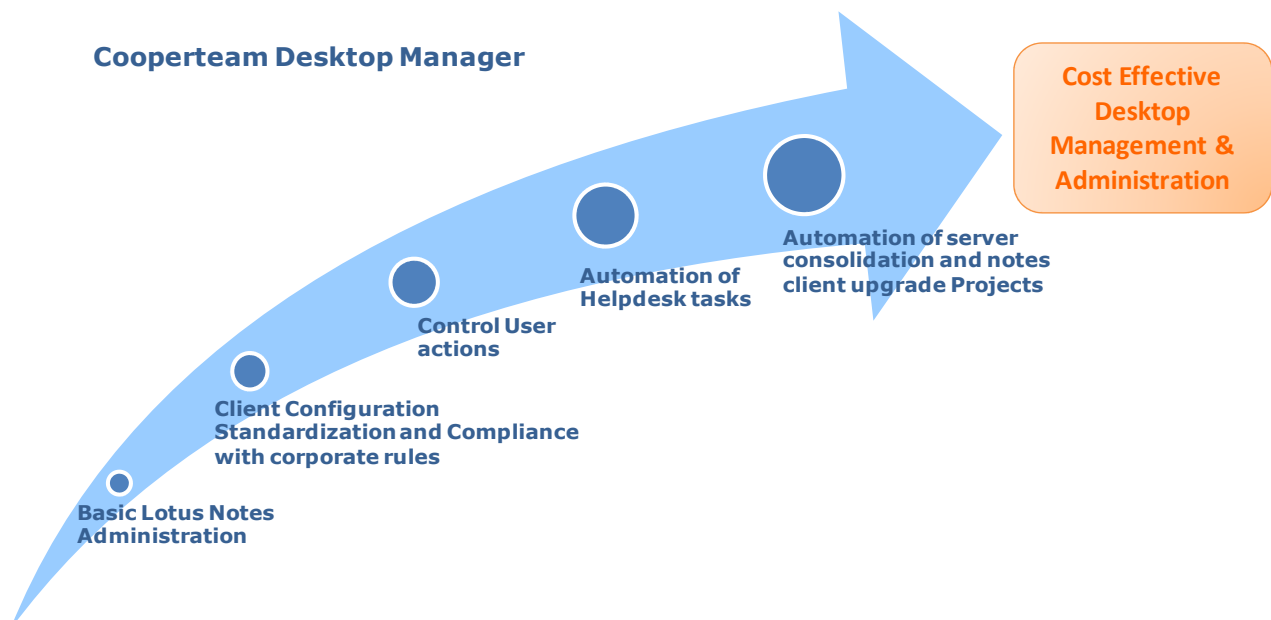 Cooperteam Desktop Manager
Cost Effective
Desktop
Management &
Administration
Automation of server
consolidation and notes
client upgrade Projects
Automation of
Helpdesk tasks
Control User
actions
Client Configuration
Standardization and Compliance
with corporate rules
Basic Lotus Notes
Administration